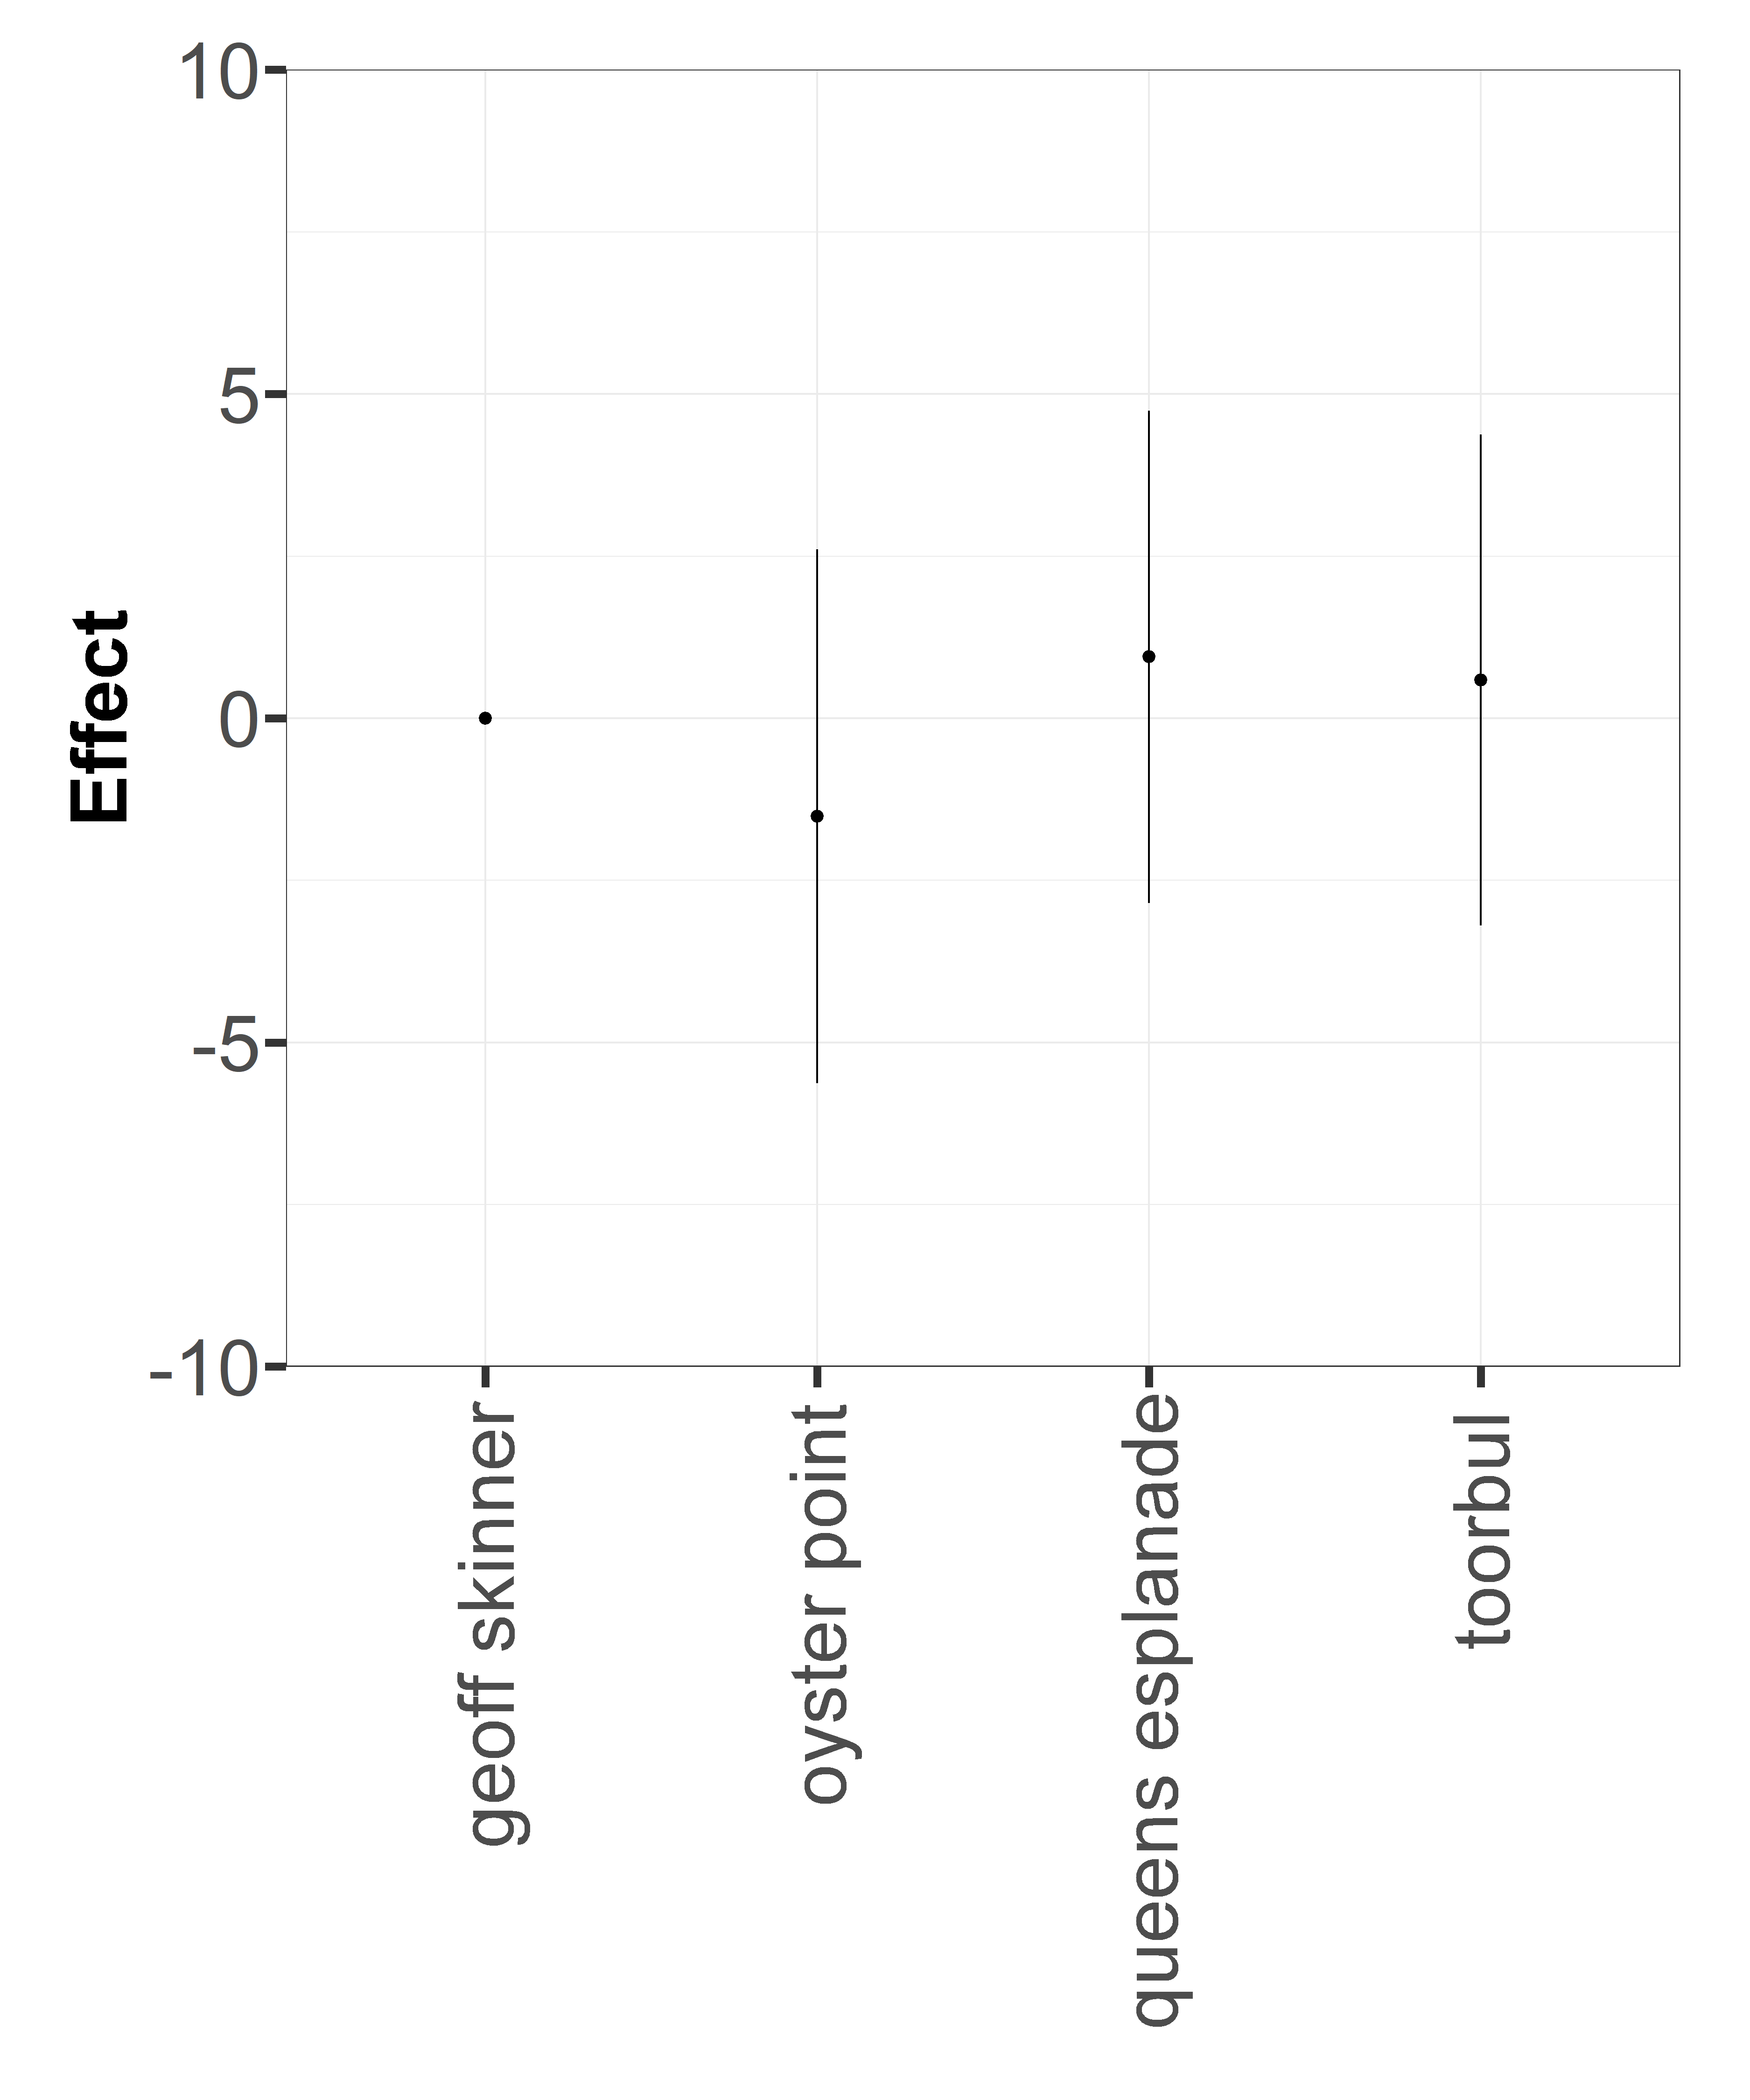 10
5
0
-5
-10
Effect
geoff skinner
oyster point
queens esplanade
toorbul